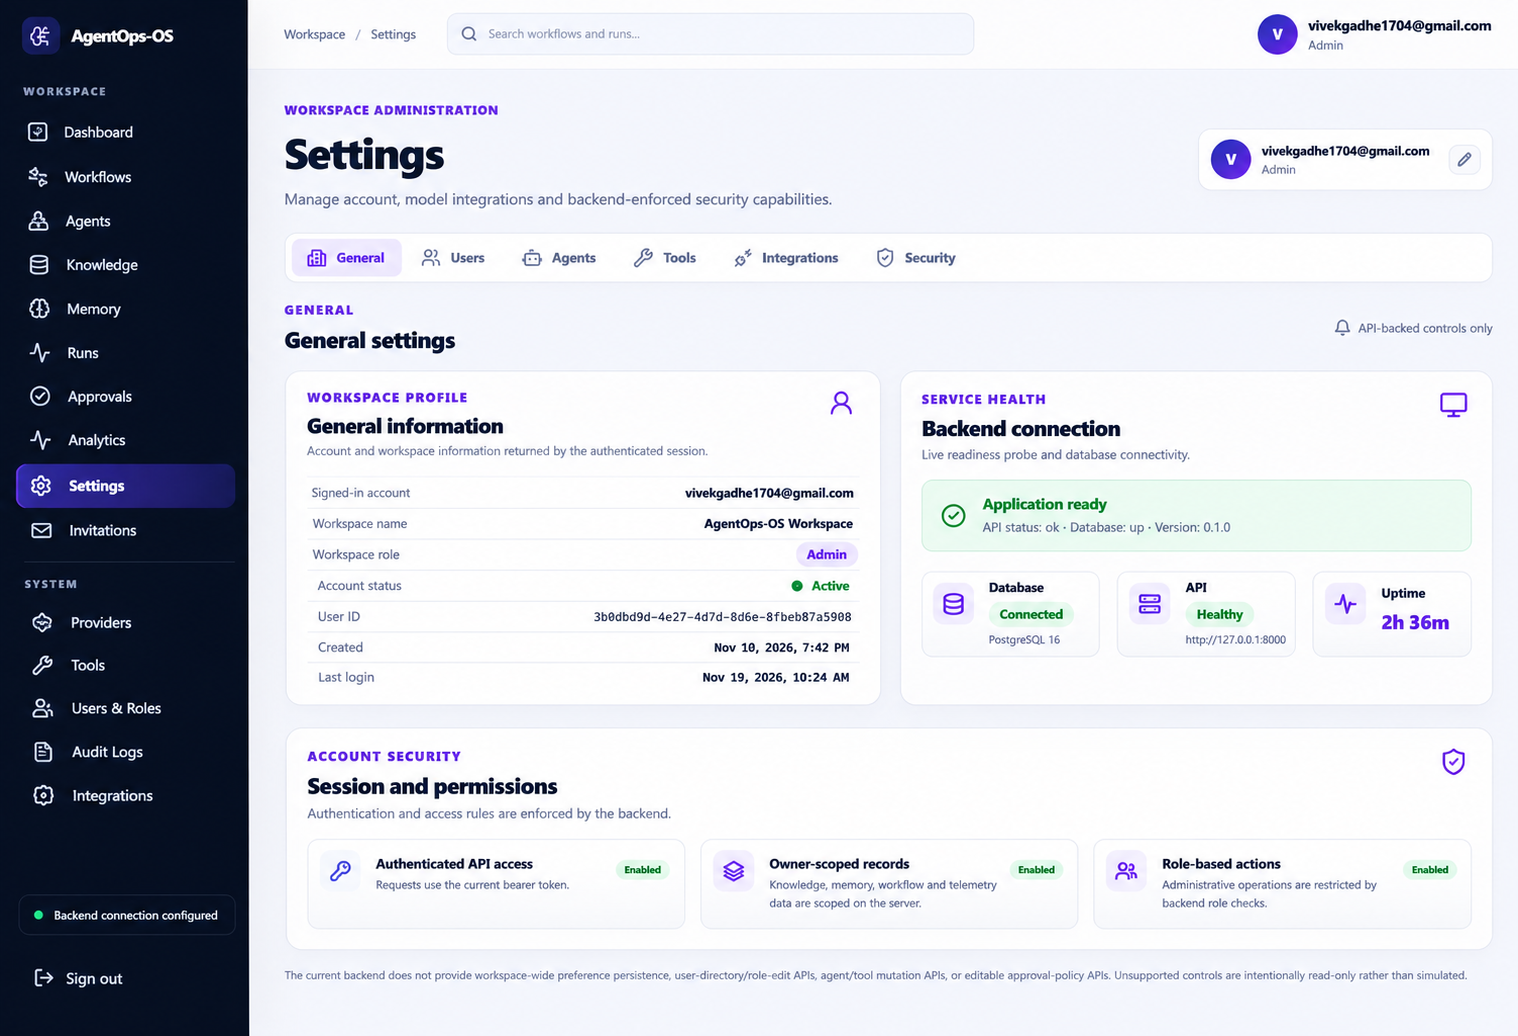 AgentOps-OS
WORKSPACE
Dashboard
Workflows
Agents
Knowledge
Memory
Runs
Approvals
Analytics
Settings
Invitations
SYSTEM
Providers
Tools
Users & Roles
Audit Logs
Integrations
Backend connection configured
Sign out
Workspace / Settings
Search workflows and runs...
V
vivekgadhe1704@gmail.com
Admin
WORKSPACE ADMINISTRATION
Settings
Manage account, model integrations and backend-enforced security capabilities.
V
vivekgadhe1704@gmail.com
Admin
General
Users
Agents
Tools
Integrations
Security
GENERAL
General settings
API-backed controls only
WORKSPACE PROFILE
General information
Account and workspace information returned by the authenticated session.
Signed-in account vivekgadhe1704@gmail.com
Workspace name AgentOps-OS Workspace
Workspace role Admin
Account status Active
User ID 3b0dbd9d-4e27-4d7d-8d6e-8fbeb87a5908
Created Nov 10, 2026, 7:42 PM
Last login Nov 19, 2026, 10:24 AM
SERVICE HEALTH
Backend connection
Live readiness probe and database connectivity.
Application ready
API status: ok · Database: up · Version: 0.1.0
Database
Connected
PostgreSQL 16
API
Healthy
http://127.0.0.1:8000
Uptime
2h 36m
ACCOUNT SECURITY
Session and permissions
Authentication and access rules are enforced by the backend.
Authenticated API access
Enabled
Requests use the current bearer token.
Owner-scoped records
Enabled
Knowledge, memory, workflow and telemetry
data are scoped on the server.
Role-based actions
Enabled
Administrative operations are restricted by
backend role checks.
The current backend does not provide workspace-wide preference persistence, user-directory/role-edit APIs, agent/tool mutation APIs, or editable approval-policy APIs. Unsupported controls are intentionally read-only rather than simulated.